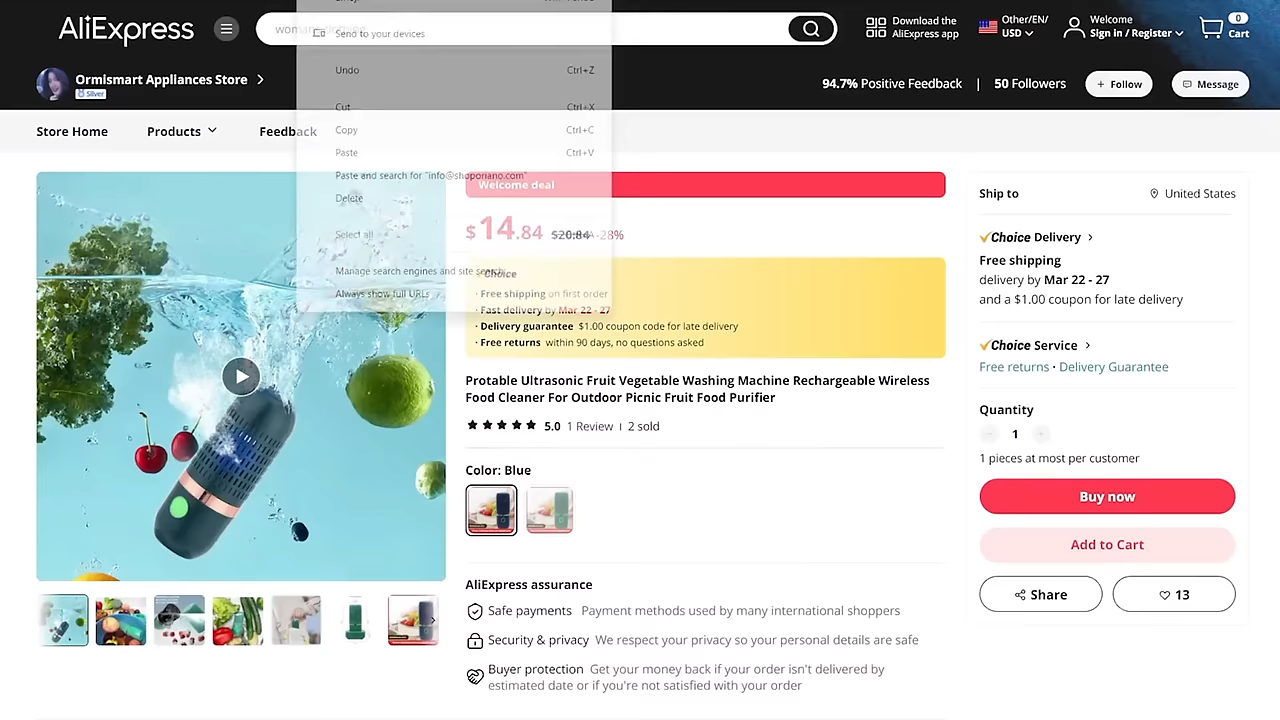 AliExpress
Send to your devices
Download the
AliExpress app
Other/EN/
USD
Welcome
Sign in / Register
0
Cart
Ormismart Appliances Store
Silver
94.7% Positive Feedback | 50 Followers
+ Follow
Message
Undo Ctrl+Z
Cut Ctrl+X
Copy Ctrl+C
Paste Ctrl+V
Paste and search for "info@shoporiano.com"
Delete
Select all
Manage search engines and site search
Always show full URLs
Store Home
Products
Feedback
Welcome deal
$14.84 $20.84 -28%
Choice
· Free shipping on first order
· Fast delivery by Mar 22 - 27
· Delivery guarantee $1.00 coupon code for late delivery
· Free returns within 90 days, no questions asked
Protable Ultrasonic Fruit Vegetable Washing Machine Rechargeable Wireless
Food Cleaner For Outdoor Picnic Fruit Food Purifier
5.0 1 Review | 2 sold
Color: Blue
AliExpress assurance
Safe payments Payment methods used by many international shoppers
Security & privacy We respect your privacy so your personal details are safe
Buyer protection Get your money back if your order isn't delivered by
estimated date or if you're not satisfied with your order
Ship to United States
Choice Delivery
Free shipping
delivery by Mar 22 - 27
and a $1.00 coupon for late delivery
Choice Service
Free returns · Delivery Guarantee
Quantity
1
1 pieces at most per customer
Buy now
Add to Cart
Share
13